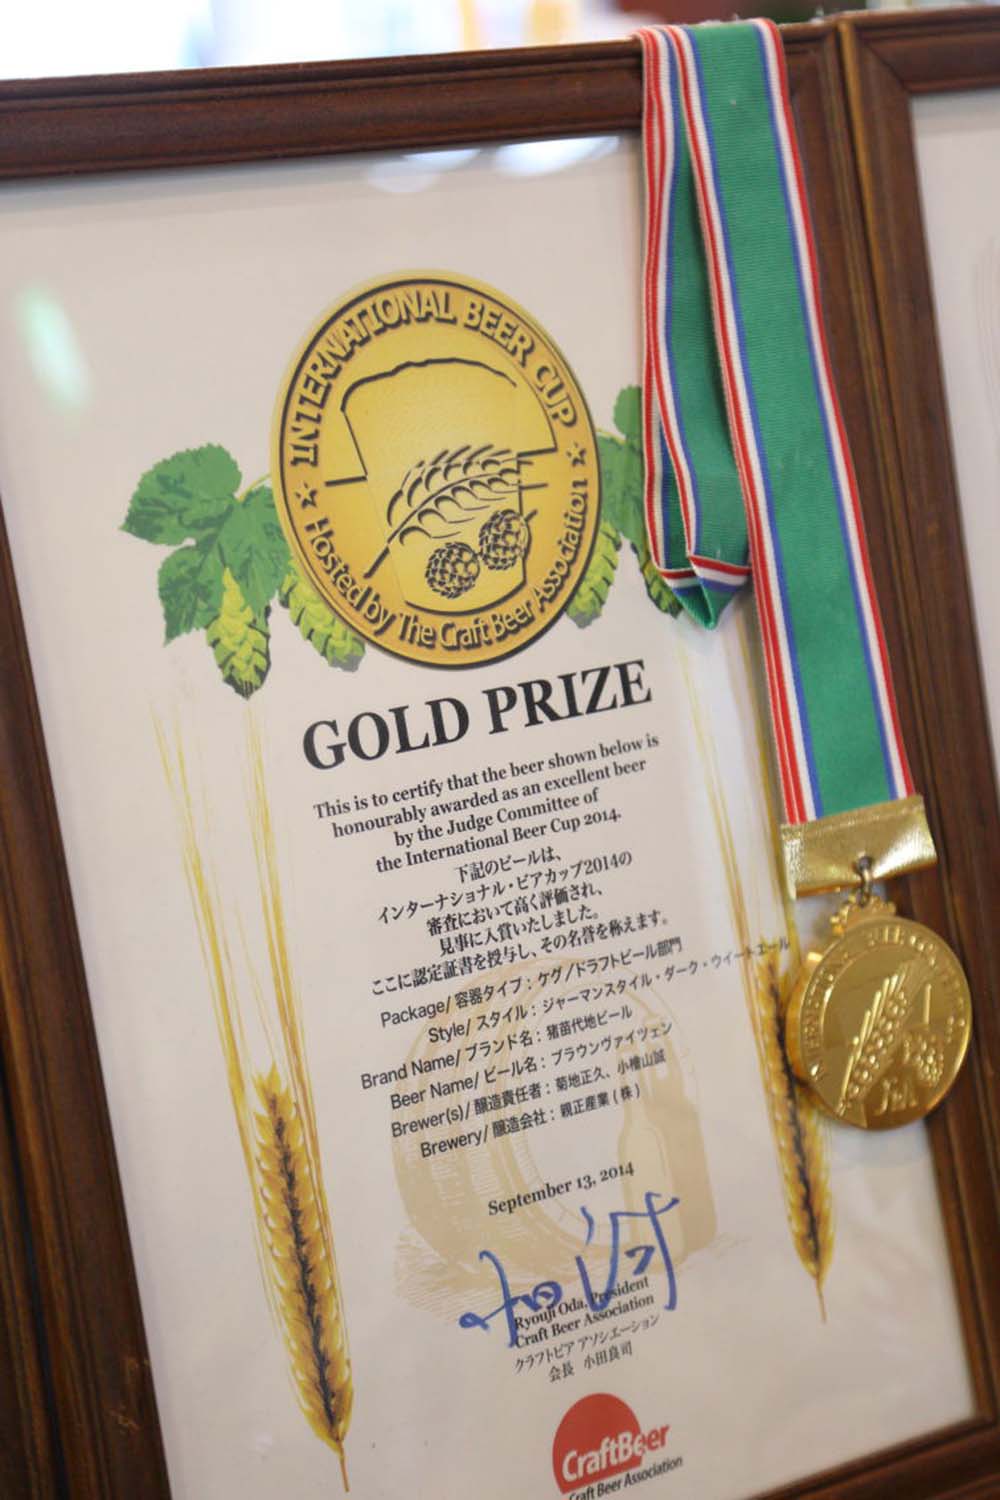 INTERNATIONAL BEER CUP
Hosted by The Craft Beer Association
GOLD PRIZE
This is to certify that the beer shown below is
honourably awarded as an excellent beer
by the Judge Committee of
the International Beer Cup 2014.
下記のビールは、
インターナショナル・ビアカップ2014の
審査において高く評価され、
見事に入賞いたしました。
ここに認定証書を授与し、その名誉を称えます。
Package/ 容器タイプ : ケグ/ドラフトビール部門
Style/ スタイル : ジャーマンスタイル・ダーク・ウイートエール
Brand Name/ ブランド名 : 猪苗代地ビール
Beer Name/ ビール名 : ブラウンヴァイツェン
Brewer(s)/ 醸造責任者 : 菊地正久、小檜山誠
Brewery/ 醸造会社 : 親正産業 (株)
September 13, 2014
Ryouji Oda, President
Craft Beer Association
クラフトビア アソシエーション
会長 小田良司
CraftBeer
Craft Beer Association